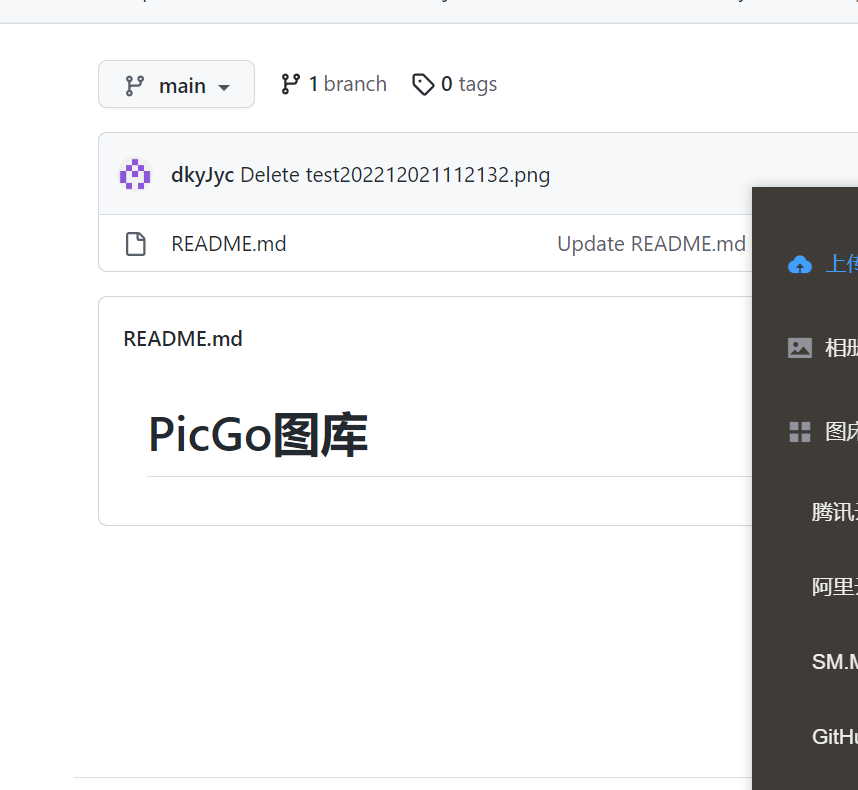 main 1 branch 0 tags
dkyJyc Delete test202212021112132.png
README.md Update README.md
README.md
PicGo图库
上传
相册
图床
腾讯
阿里
SM.M
GitHu